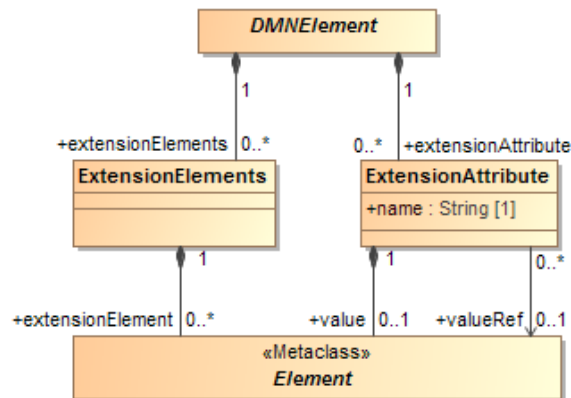 DMNElement
1
1
+extensionElements 0..*
0..* +extensionAttribute
ExtensionElements
ExtensionAttribute
+name : String [1]
1
1
0..*
+extensionElement 0..*
+value 0..1
+valueRef 0..1
«Metaclass»
Element